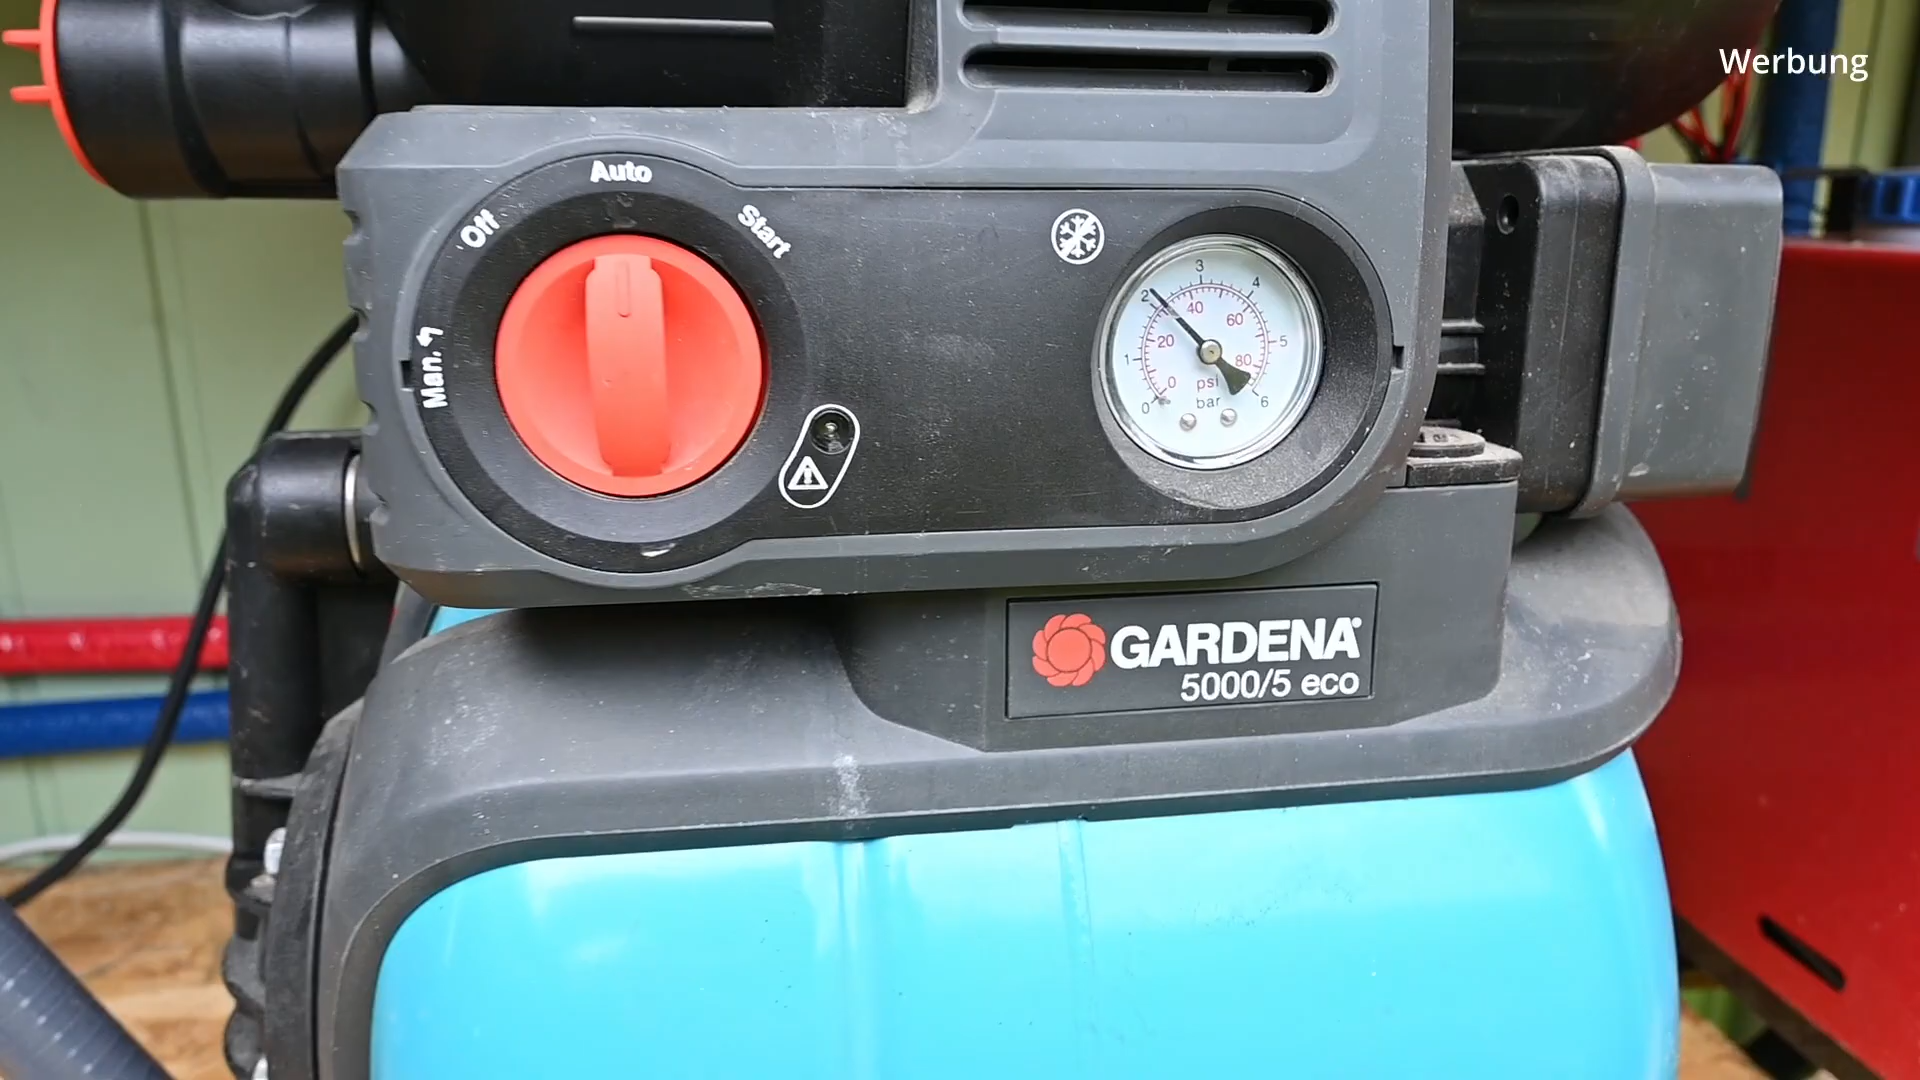 Werbung
Auto
Off
Start
Man.
3
2
4
40
60
20
1
5
80
0
psi
0
bar
6
GARDENA
5000/5 eco